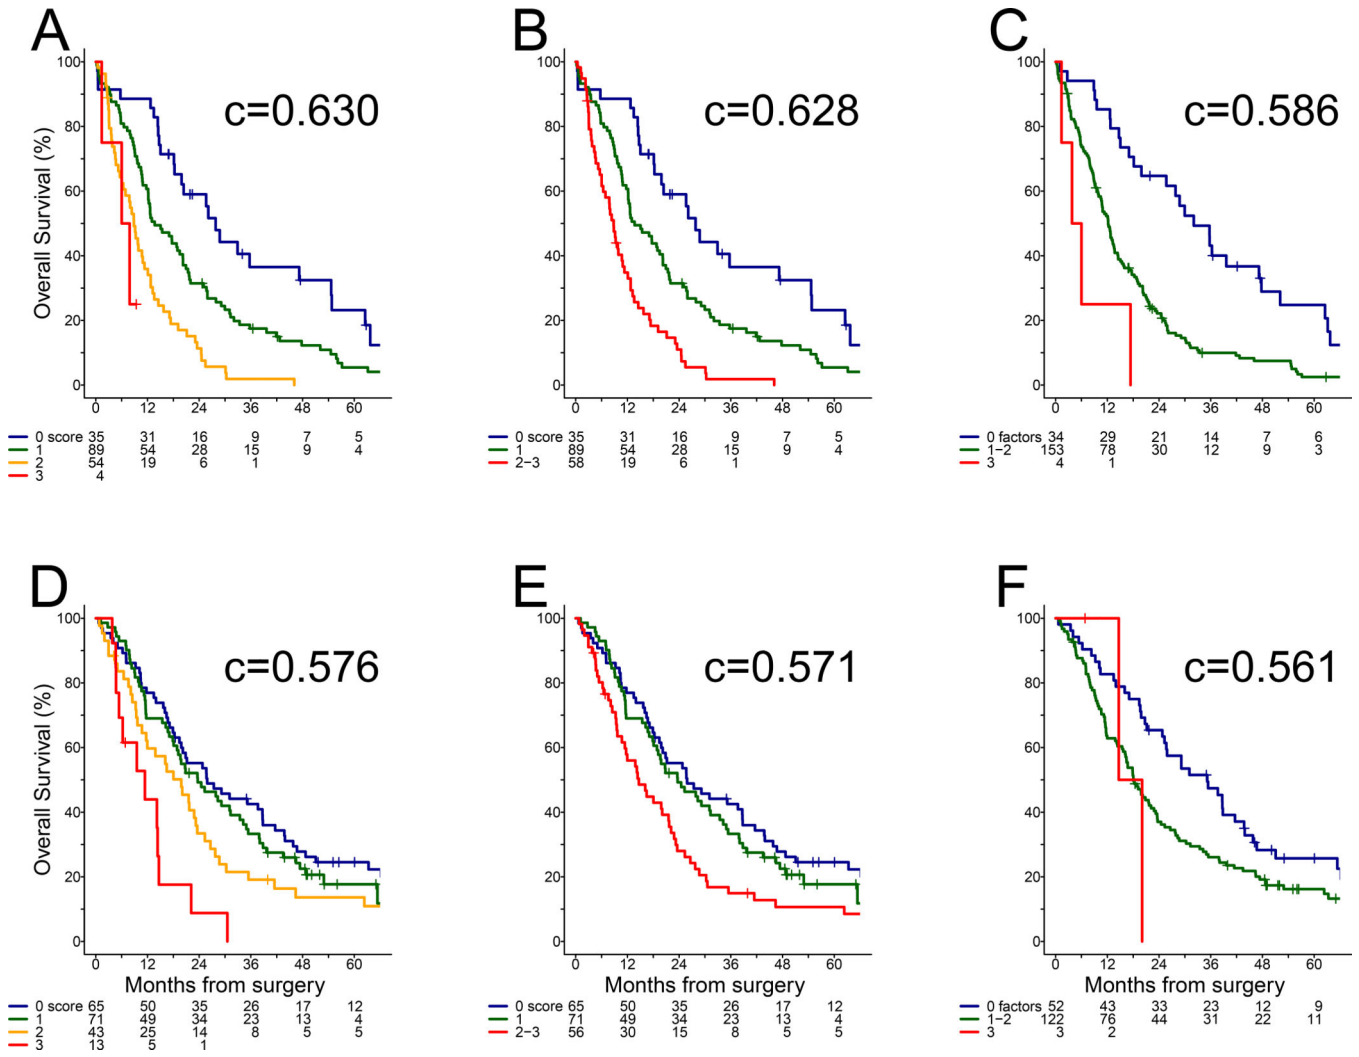 A
B
C
c=0.630
c=0.628
c=0.586
Overall Survival (%)
100
80
60
40
20
0
100
80
60
40
20
0
100
80
60
40
20
0
0 12 24 36 48 60
0 12 24 36 48 60
0 12 24 36 48 60
0 score 35 31 16 9 7 5
1 89 54 28 15 9 4
2 54 19 6 1
3 4
0 score 35 31 16 9 7 5
1 89 54 28 15 9 4
2-3 58 19 6 1
0 factors 34 29 21 14 7 6
1-2 153 78 30 12 9 3
3 4 1
D
E
F
c=0.576
c=0.571
c=0.561
Overall Survival (%)
100
80
60
40
20
0
100
80
60
40
20
0
100
80
60
40
20
0
0 12 24 36 48 60
0 12 24 36 48 60
0 12 24 36 48 60
Months from surgery
Months from surgery
Months from surgery
0 score 65 50 35 26 17 12
1 71 49 34 23 13 4
2 43 25 14 8 5 5
3 13 5 1
0 score 65 50 35 26 17 12
1 71 49 34 23 13 4
2-3 56 30 15 8 5 5
0 factors 52 43 33 23 12 9
1-2 122 76 44 31 22 11
3 3 2